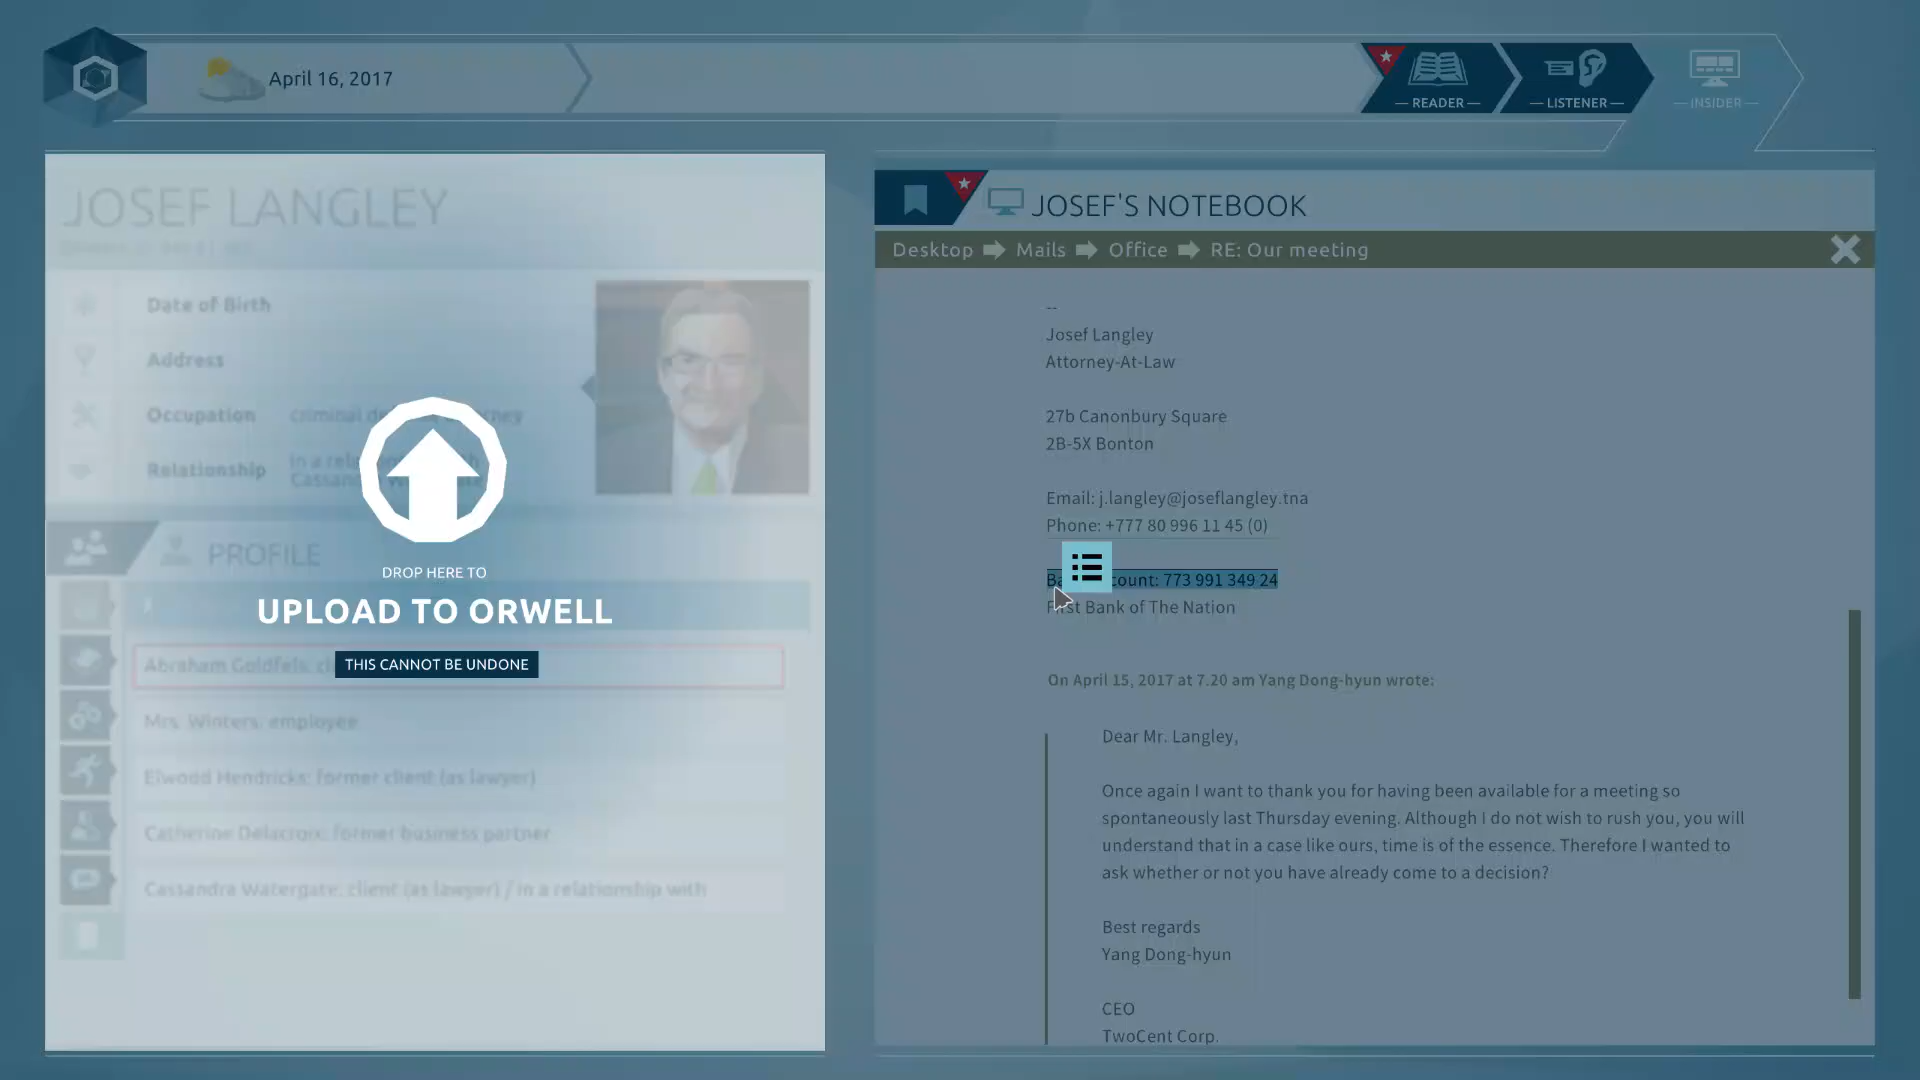 April 16, 2017
— READER —
— LISTENER —
— INSIDER —
JOSEF LANGLEY
Date of Birth
Address
Occupation
Relationship
PROFILE
DROP HERE TO
UPLOAD TO ORWELL
THIS CANNOT BE UNDONE
Abraham Goldfels:
Mrs. Winters: employee
Elwood Hendricks: former client (as lawyer)
Catherine Delacroix: former business partner
Cassandra Watergate: client (as lawyer) / in a relationship with
JOSEF'S NOTEBOOK
Desktop Mails Office RE: Our meeting
--
Josef Langley
Attorney-At-Law
27b Canonbury Square
2B-5X Bonton
Email: j.langley@joseflangley.tna
Phone: +777 80 996 11 45 (0)
773 991 349 24
First Bank of The Nation
On April 15, 2017 at 7.20 am Yang Dong-hyun wrote:
Dear Mr. Langley,
Once again I want to thank you for having been available for a meeting so
spontaneously last Thursday evening. Although I do not wish to rush you, you will
understand that in a case like ours, time is of the essence. Therefore I wanted to
ask whether or not you have already come to a decision?
Best regards
Yang Dong-hyun
CEO
TwoCent Corp.